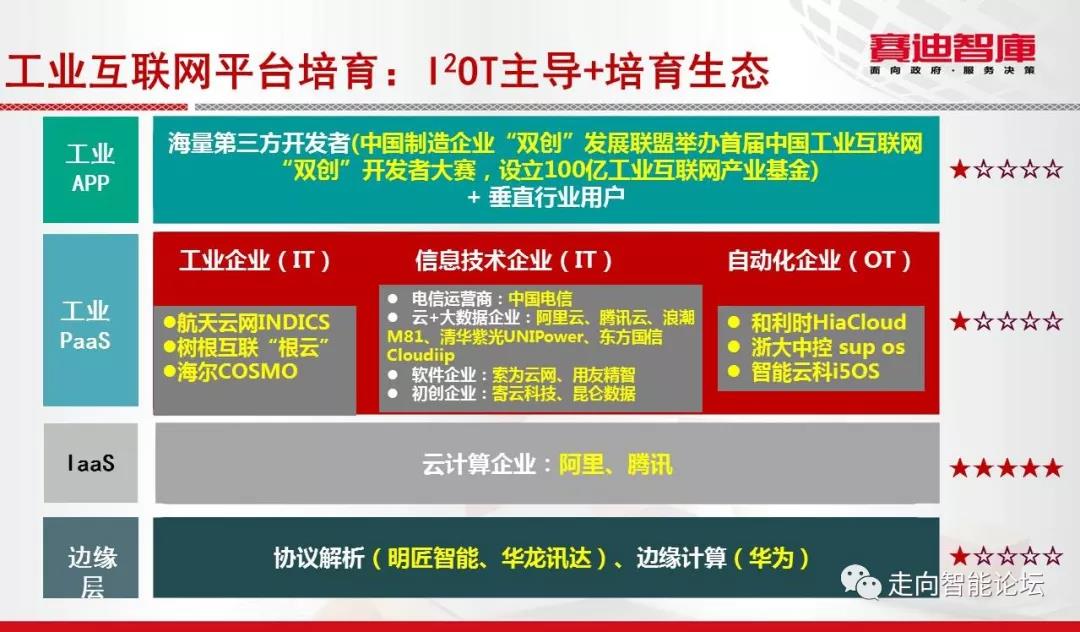 工业互联网平台培育：I²OT主导+培育生态
赛迪智库
面向政府·服务决策
工业
APP
海量第三方开发者(中国制造企业“双创”发展联盟举办首届中国工业互联网
“双创”开发者大赛，设立100亿工业互联网产业基金)
+ 垂直行业用户
★☆☆☆☆
工业
PaaS
工业企业（IT）
●航天云网INDICS
●树根互联“根云”
●海尔COSMO
信息技术企业（IT）
● 电信运营商：中国电信
● 云+大数据企业：阿里云、腾讯云、浪潮
M81、清华紫光UNIPower、东方国信
Cloudiip
● 软件企业：索为云网、用友精智
● 初创企业：寄云科技、昆仑数据
自动化企业（OT）
● 和利时HiaCloud
● 浙大中控 sup os
● 智能云科i5OS
★☆☆☆☆
IaaS
云计算企业：阿里、腾讯
★★★★★
边缘
层
协议解析（明匠智能、华龙讯达）、边缘计算（华为）
★☆☆☆☆
走向智能论坛